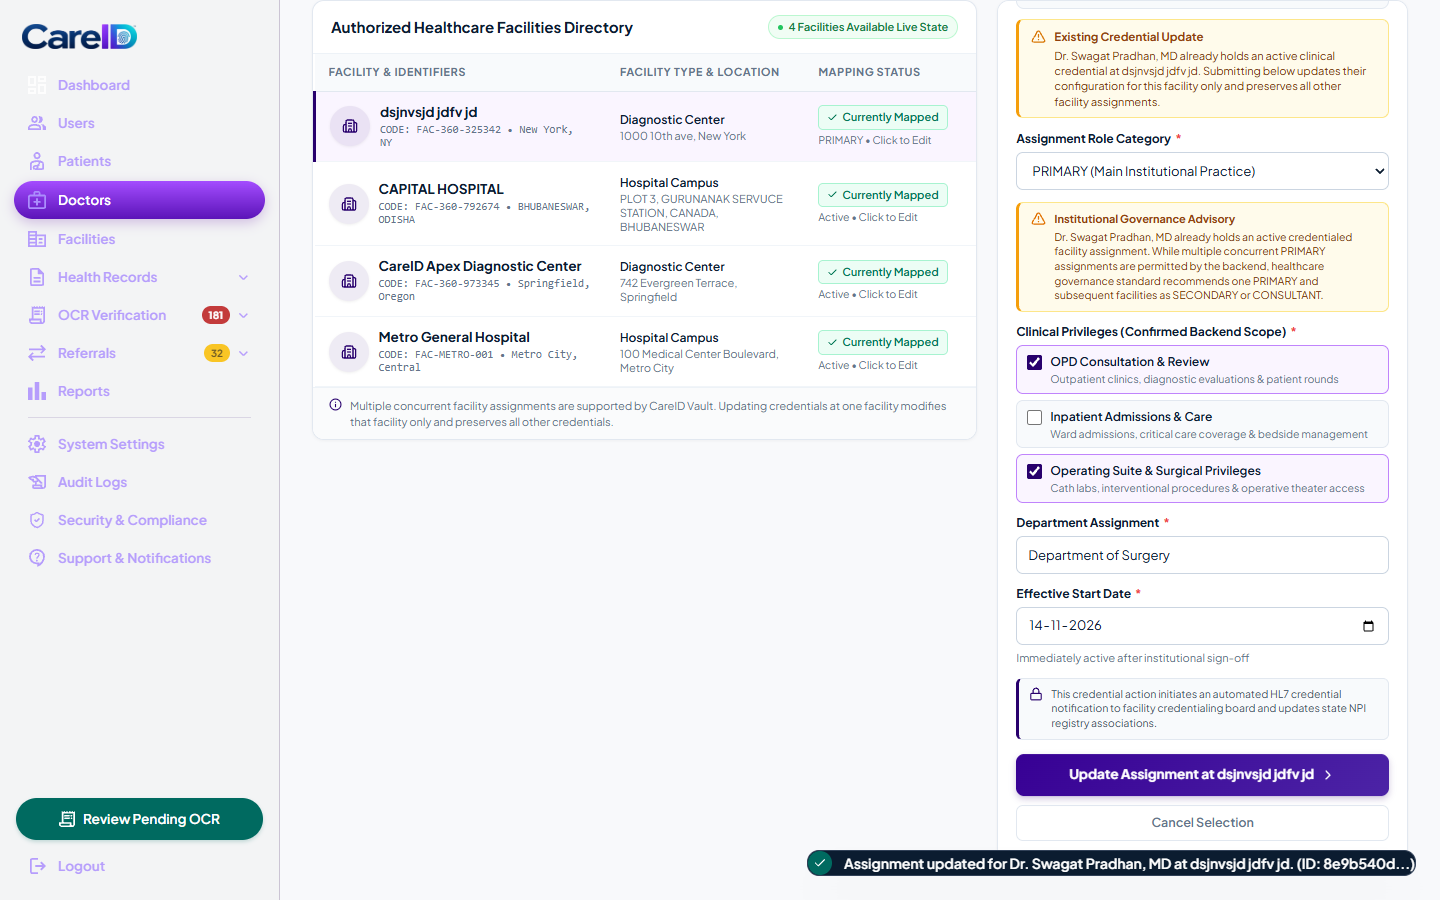 CareID
Dashboard
Users
Patients
Doctors
Facilities
Health Records
OCR Verification 181
Referrals 32
Reports
System Settings
Audit Logs
Security & Compliance
Support & Notifications
Review Pending OCR
Logout
Authorized Healthcare Facilities Directory
4 Facilities Available Live State
FACILITY & IDENTIFIERS FACILITY TYPE & LOCATION MAPPING STATUS
dsjnvsjd jdfv jd
CODE: FAC-360-325342 • New York,
NY
Diagnostic Center
1000 10th ave, New York
Currently Mapped
PRIMARY • Click to Edit
CAPITAL HOSPITAL
CODE: FAC-360-792674 • BHUBANESWAR,
ODISHA
Hospital Campus
PLOT 3, GURUNANAK SERVUCE
STATION, CANADA.
BHUBANESWAR
Currently Mapped
Active • Click to Edit
CareID Apex Diagnostic Center
CODE: FAC-360-973345 • Springfield,
Oregon
Diagnostic Center
742 Evergreen Terrace,
Springfield
Currently Mapped
Active • Click to Edit
Metro General Hospital
CODE: FAC-METRO-001 • Metro City,
Central
Hospital Campus
100 Medical Center Boulevard,
Metro City
Currently Mapped
Active • Click to Edit
Multiple concurrent facility assignments are supported by CareID Vault. Updating credentials at one facility modifies
that facility only and preserves all other credentials.
Existing Credential Update
Dr. Swagat Pradhan, MD already holds an active clinical
credential at dsjnvsjd jdfv jd. Submitting below updates their
configuration for this facility only and preserves all other
facility assignments.
Assignment Role Category *
PRIMARY (Main Institutional Practice)
Institutional Governance Advisory
Dr. Swagat Pradhan, MD already holds an active credentialed
facility assignment. While multiple concurrent PRIMARY
assignments are permitted by the backend, healthcare
governance standard recommends one PRIMARY and
subsequent facilities as SECONDARY or CONSULTANT.
Clinical Privileges (Confirmed Backend Scope) *
OPD Consultation & Review
Outpatient clinics, diagnostic evaluations & patient rounds
Inpatient Admissions & Care
Ward admissions, critical care coverage & bedside management
Operating Suite & Surgical Privileges
Cath labs, interventional procedures & operative theater access
Department Assignment *
Department of Surgery
Effective Start Date *
14-11-2026
Immediately active after institutional sign-off
This credential action initiates an automated HL7 credential
notification to facility credentialing board and updates state NPI
registry associations.
Update Assignment at dsjnvsjd jdfv jd
Cancel Selection
Assignment updated for Dr. Swagat Pradhan, MD at dsjnvsjd jdfv jd. (ID: 8e9b540d...)